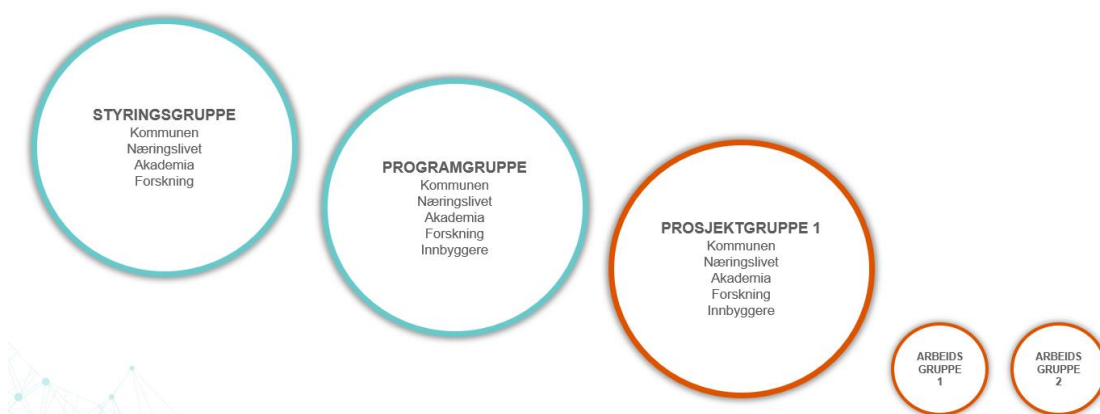 STYRINGSGRUPPE
Kommunen
Næringslivet
Akademia
Forskning
PROGRAMGRUPPE
Kommunen
Næringslivet
Akademia
Forskning
Innbyggere
PROSJEKTGRUPPE 1
Kommunen
Næringslivet
Akademia
Forskning
Innbyggere
ARBEIDS
GRUPPE
1
ARBEIDS
GRUPPE
2